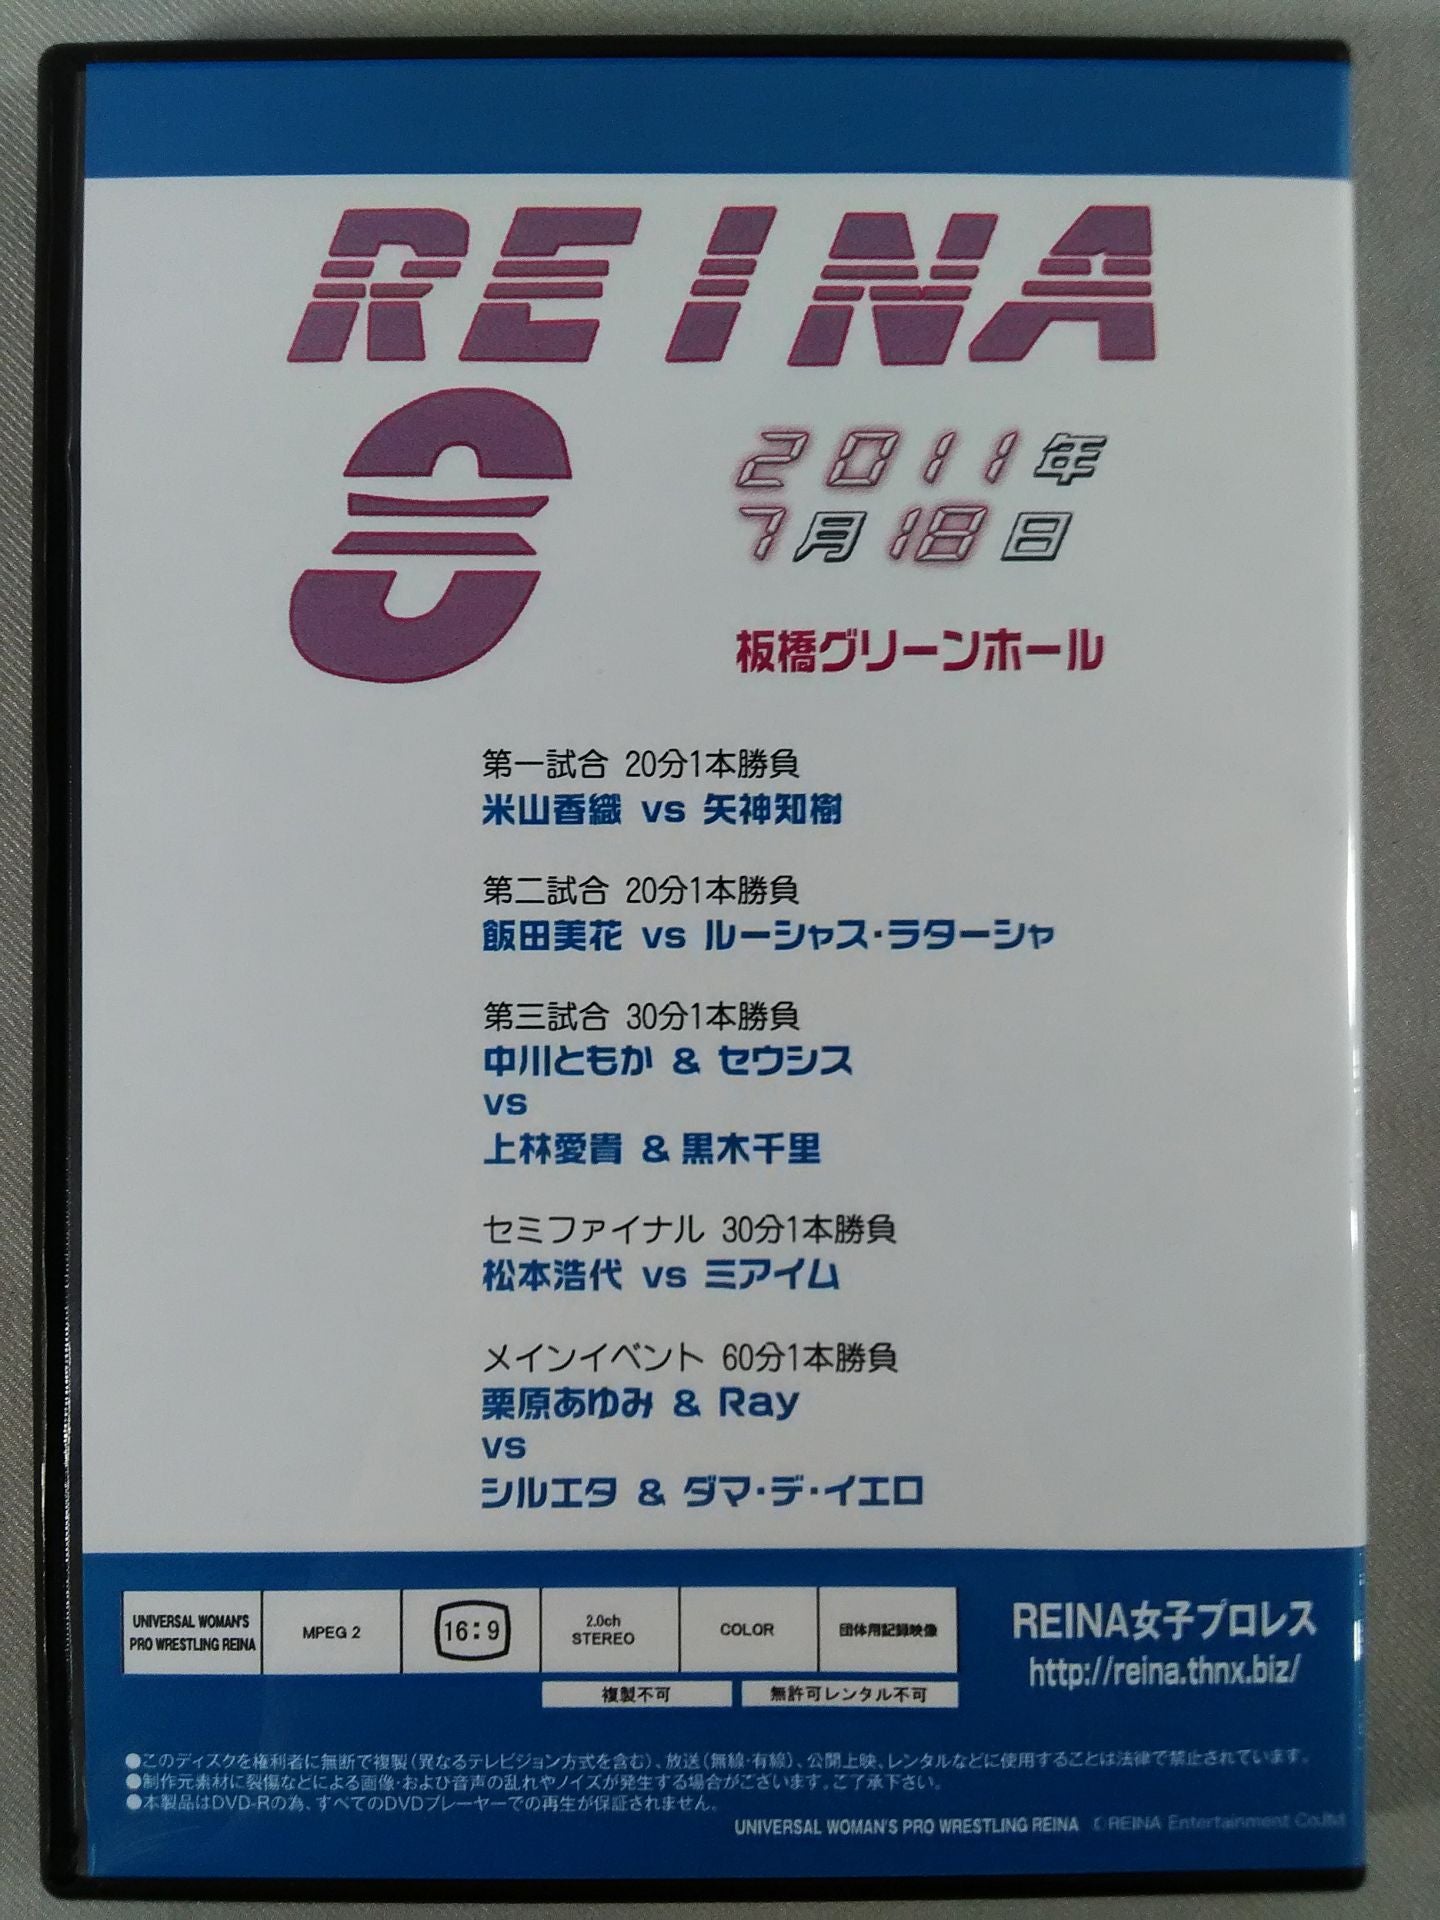 REINA
2011年
7月18日
板橋グリーンホール
第一試合 20分1本勝負
米山香織 vs 矢神知樹
第二試合 20分1本勝負
飯田美花 vs ルーシャス・ラターシャ
第三試合 30分1本勝負
中川ともか & セウシス
vs
上林愛貴 & 黒木千里
セミファイナル 30分1本勝負
松本浩代 vs ミアイム
メインイベント 60分1本勝負
栗原あゆみ & Ray
vs
シルエタ & ダマ・デ・イエロ
UNIVERSAL WOMAN'S
PRO WRESTLING REINA
MPEG 2
16:9
2.0ch
STEREO
COLOR
団体用記録映像
複製不可
無許可レンタル不可
REINA女子プロレス
http://reina.thnx.biz/
●このディスクを権利者に無断で複製(異なるテレビジョン方式を含む)、放送(無線・有線)、公開上映、レンタルなどに使用することは法律で禁止されています。
●制作元素材に裂傷などによる画像・および音声の乱れやノイズが発生する場合がございます。ご了承下さい。
●本製品はDVD-Rの為、すべてのDVDプレーヤーでの再生が保証されません。
UNIVERSAL WOMAN'S PRO WRESTLING REINA © REINA Entertainment Co.ltd